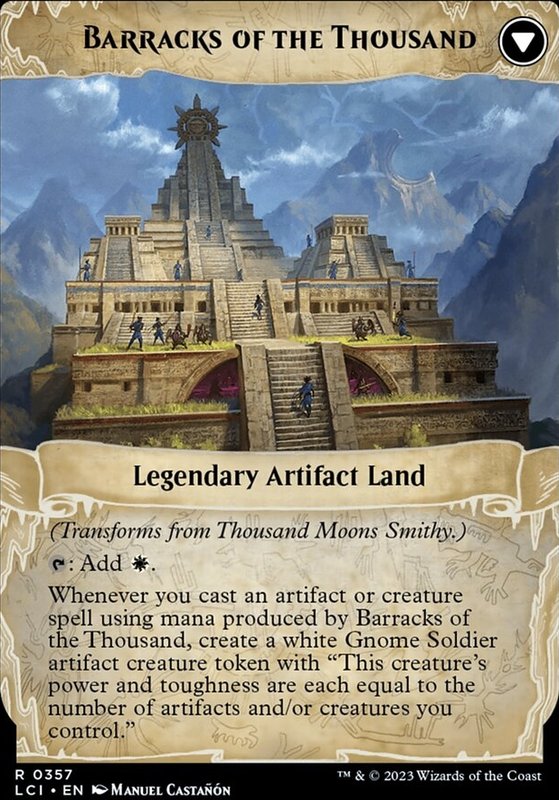 Barracks of the Thousand
Legendary Artifact Land
(Transforms from Thousand Moons Smithy.)
: Add .
Whenever you cast an artifact or creature
spell using mana produced by Barracks of
the Thousand, create a white Gnome Soldier
artifact creature token with “This creature’s
power and toughness are each equal to the
number of artifacts and/or creatures you
control.”
R 0357
LCI • EN Manuel Castañón
™ & © 2023 Wizards of the Coast